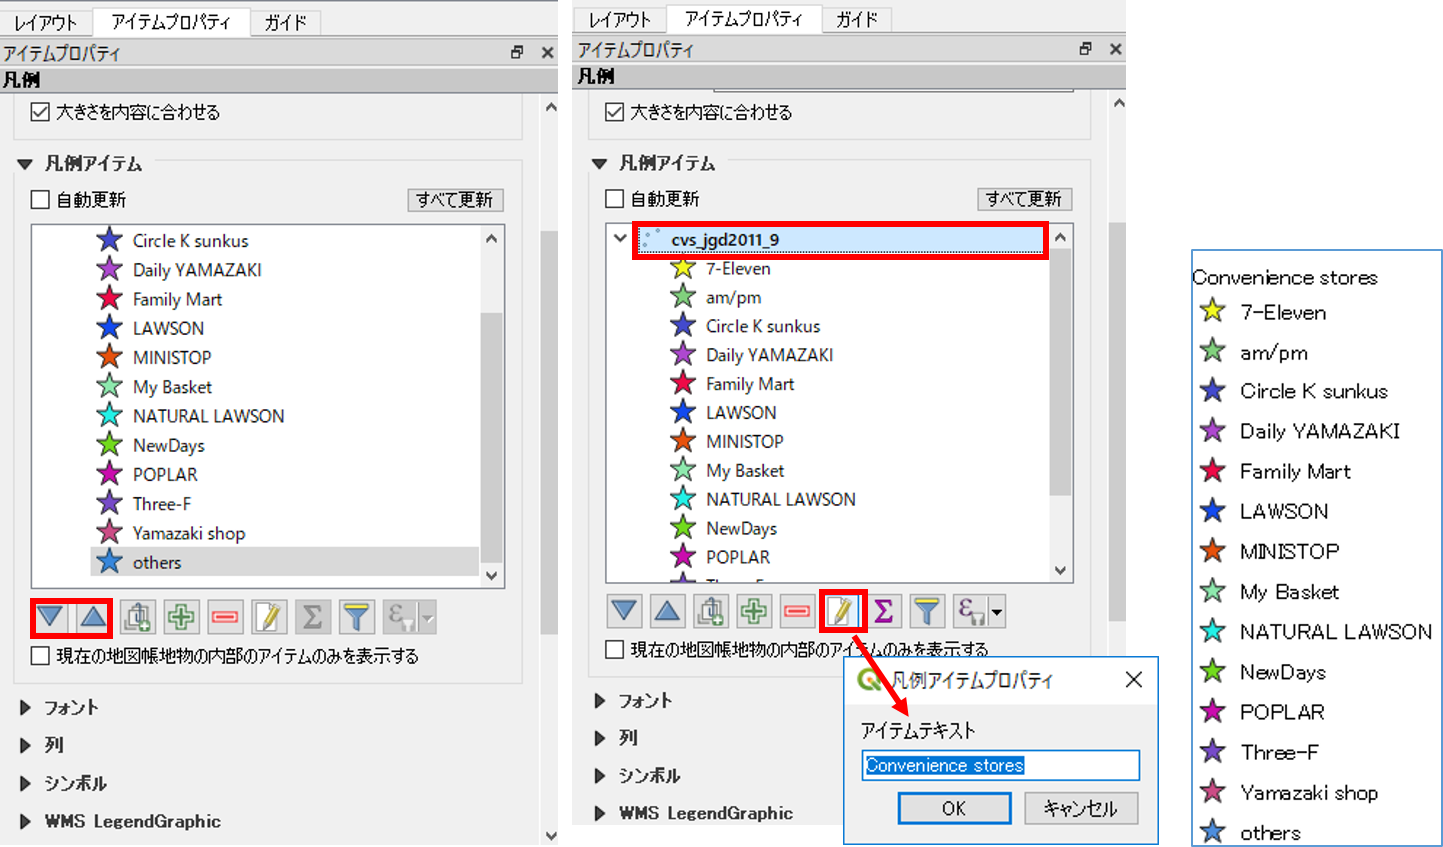 レイアウト アイテムプロパティ ガイド
アイテムプロパティ
凡例
大きさを内容に合わせる
凡例アイテム
自動更新 すべて更新
Circle K sunkus
Daily YAMAZAKI
Family Mart
LAWSON
MINISTOP
My Basket
NATURAL LAWSON
NewDays
POPLAR
Three-F
Yamazaki shop
others
現在の地図帳地物の内部のアイテムのみを表示する
フォント
列
シンボル
WMS LegendGraphic
レイアウト アイテムプロパティ ガイド
アイテムプロパティ
凡例
大きさを内容に合わせる
凡例アイテム
自動更新 すべて更新
cvs_jgd2011_9
7-Eleven
am/pm
Circle K sunkus
Daily YAMAZAKI
Family Mart
LAWSON
MINISTOP
My Basket
NATURAL LAWSON
NewDays
POPLAR
Three-F
現在の地図帳地物の内部のアイテムのみを表示する
フォント
列
シンボル
WMS LegendGraphic
凡例アイテムプロパティ
アイテムテキスト
Convenience stores
OK キャンセル
Convenience stores
7-Eleven
am/pm
Circle K sunkus
Daily YAMAZAKI
Family Mart
LAWSON
MINISTOP
My Basket
NATURAL LAWSON
NewDays
POPLAR
Three-F
Yamazaki shop
others